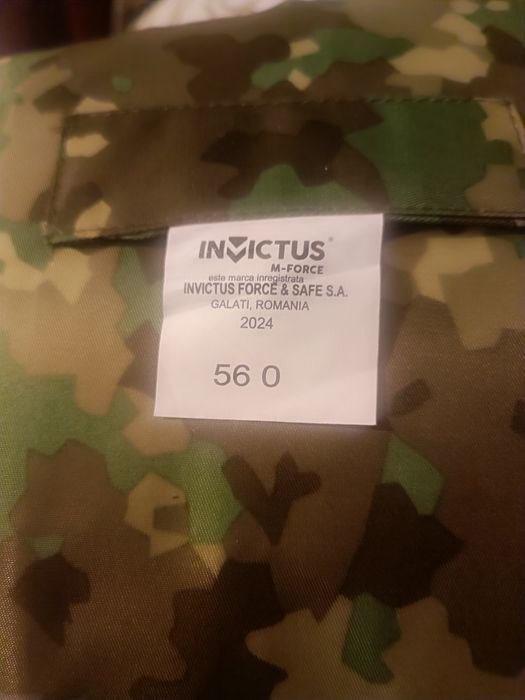 INVICTUS®
M-FORCE
este marca inregistrata
INVICTUS FORCE & SAFE S.A.
GALATI, ROMANIA
2024
56 0